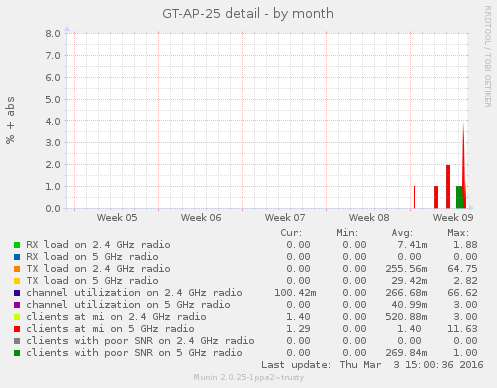 GT-AP-25 detail - by month
RRDTOOL / TOBI OETIKER
% + abs
8.0
7.0
6.0
5.0
4.0
3.0
2.0
1.0
0.0
Week 05 Week 06 Week 07 Week 08 Week 09
Cur: Min: Avg: Max:
RX load on 2.4 GHz radio 0.00 0.00 7.41m 1.88
RX load on 5 GHz radio 0.00 0.00 0.00 0.00
TX load on 2.4 GHz radio 0.00 0.00 255.56m 64.75
TX load on 5 GHz radio 0.00 0.00 29.42m 2.82
channel utilization on 2.4 GHz radio 100.42m 0.00 266.68m 66.62
channel utilization on 5 GHz radio 0.00 0.00 40.99m 3.00
clients at mi on 2.4 GHz radio 1.40 0.00 520.88m 3.00
clients at mi on 5 GHz radio 1.29 0.00 1.40 11.63
clients with poor SNR on 2.4 GHz radio 0.00 0.00 0.00 0.00
clients with poor SNR on 5 GHz radio 0.00 0.00 269.84m 1.00
Last update: Thu Mar 3 15:00:36 2016
Munin 2.0.25-1ppa2~trusty